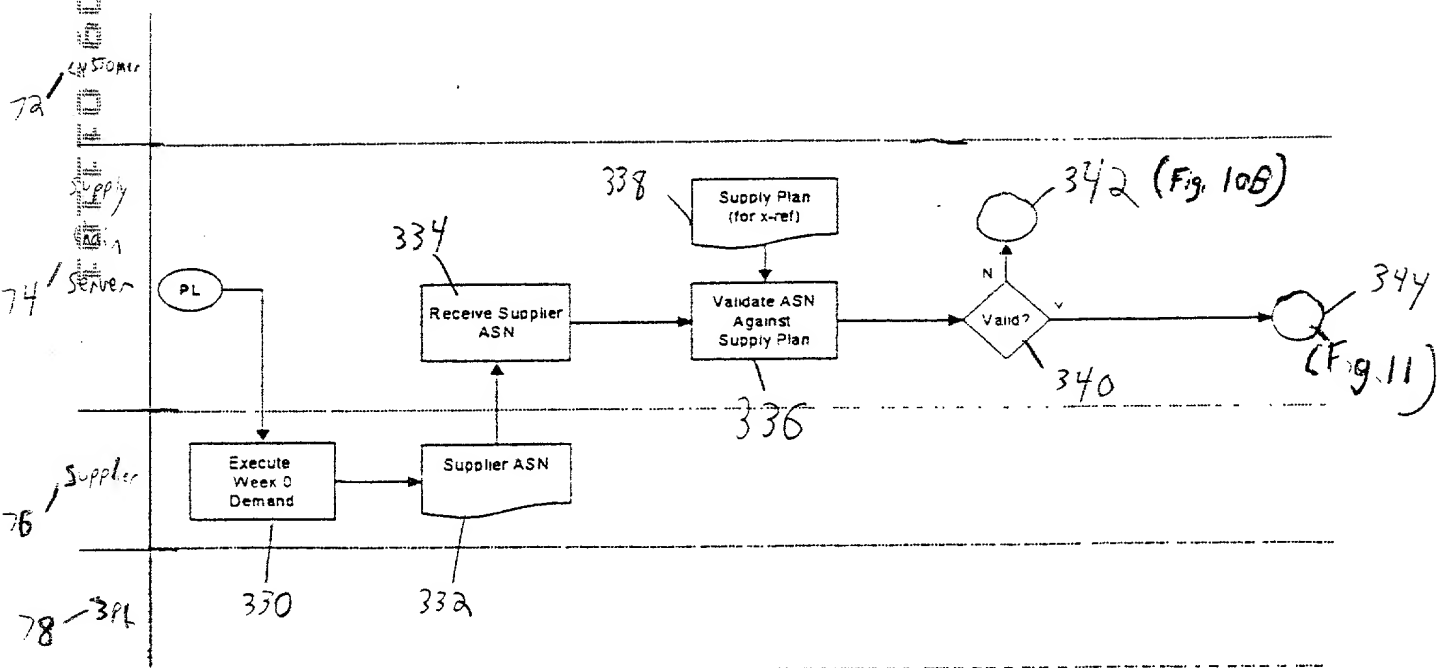 Customer
72
Supply
Chain
Server
74
PL
334
Receive Supplier
ASN
338
Supply Plan
(for x-ref)
Validate ASN
Against
Supply Plan
336
342 (Fig. 10B)
N
Valid?
Y
340
344
(Fig. 11)
Supplier
76
Execute
Week 0
Demand
330
Supplier ASN
332
78
3PL